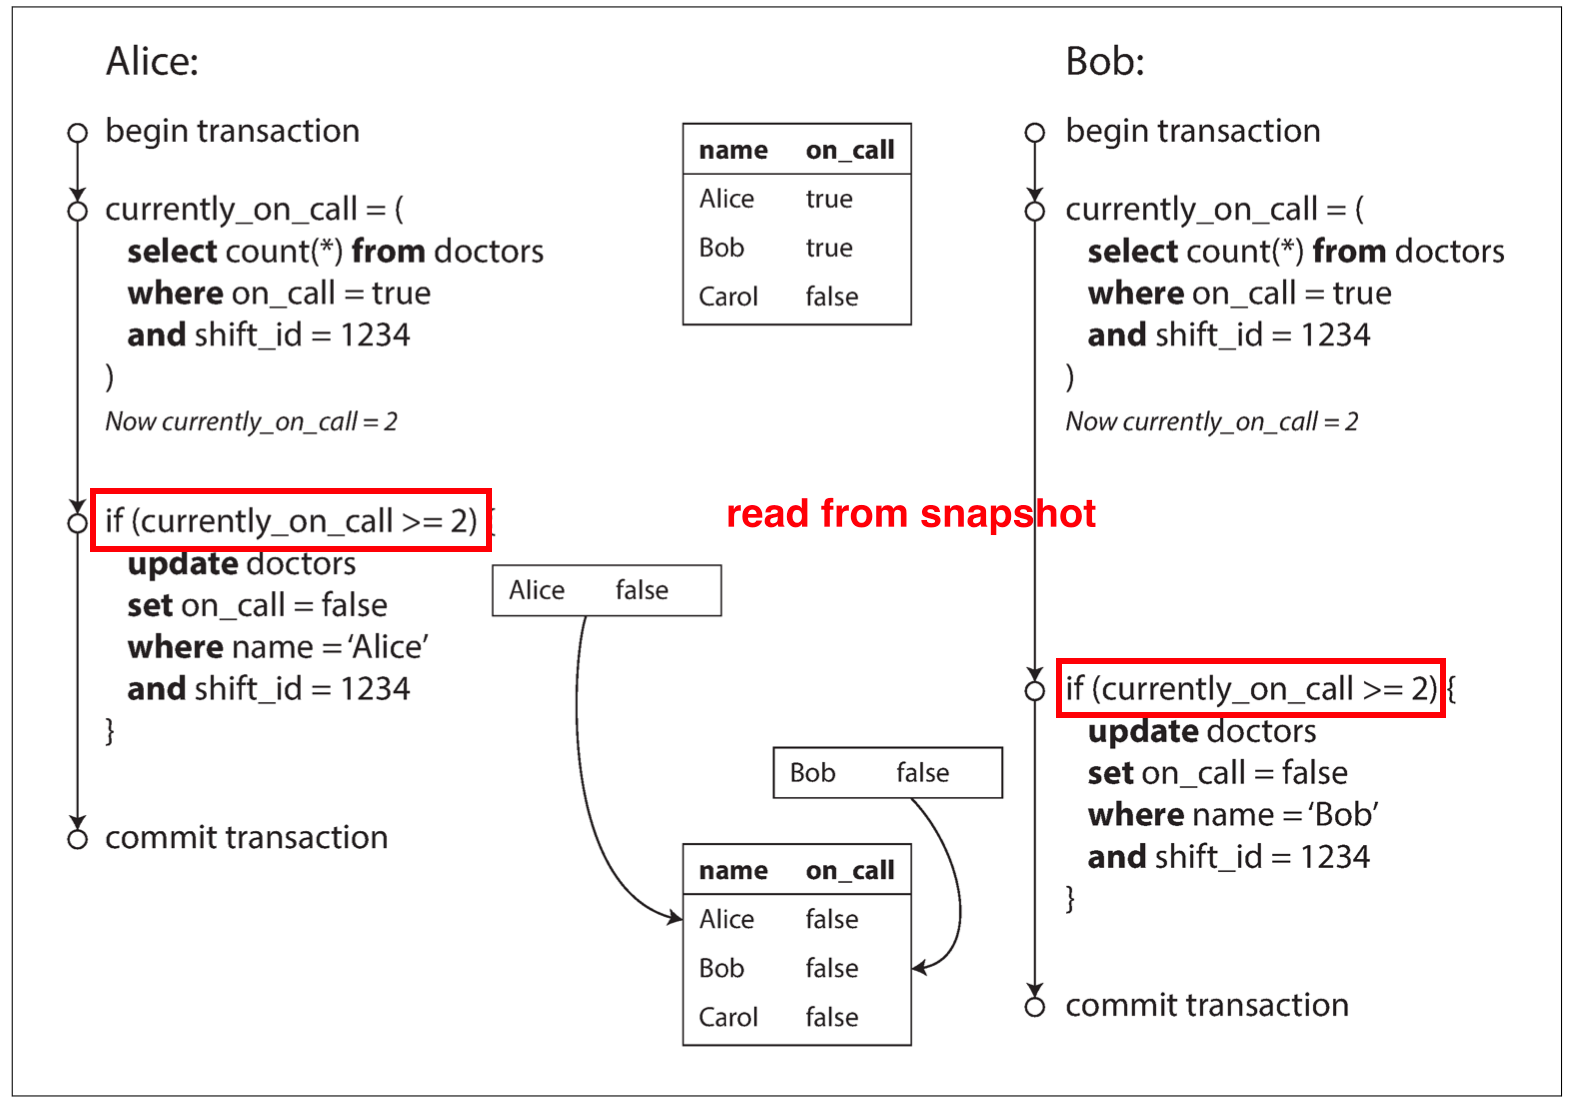 Alice:
begin transaction
currently_on_call = (
select count(*) from doctors
where on_call = true
and shift_id = 1234
)
Now currently_on_call = 2
if (currently_on_call >= 2) {
update doctors
set on_call = false
where name = ‘Alice’
and shift_id = 1234
}
commit transaction
name on_call
Alice true
Bob true
Carol false
read from snapshot
Alice false
Bob false
name on_call
Alice false
Bob false
Carol false
Bob:
begin transaction
currently_on_call = (
select count(*) from doctors
where on_call = true
and shift_id = 1234
)
Now currently_on_call = 2
if (currently_on_call >= 2) {
update doctors
set on_call = false
where name = ‘Bob’
and shift_id = 1234
}
commit transaction